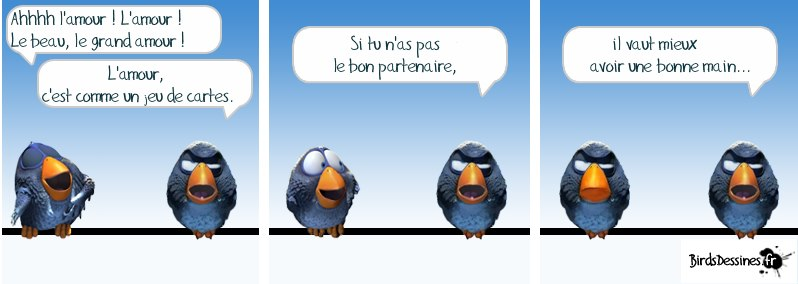 Ahhhh l'amour ! L'amour !
Le beau, le grand amour !
L'amour,
c'est comme un jeu de cartes.
Si tu n'as pas
le bon partenaire,
il vaut mieux
avoir une bonne main...
BirdsDessines.fr